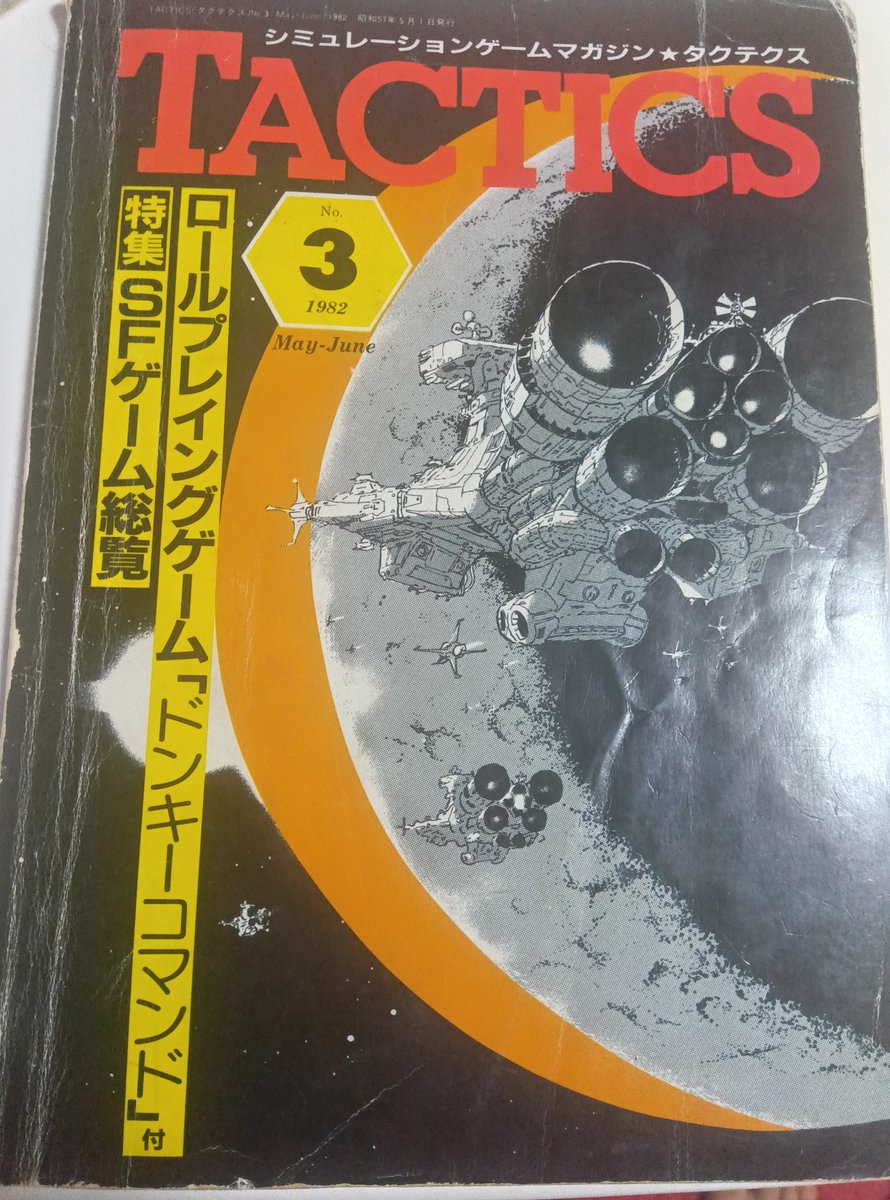 TACTICS(タクテクス)No.3 May-June/1982 昭和57年5月1日発行
シミュレーションゲームマガジン★タクテクス
TACTICS
No.
3
1982
May-June
ロールプレイングゲーム「ドンキーコマンド」付
特集 SFゲーム総覧